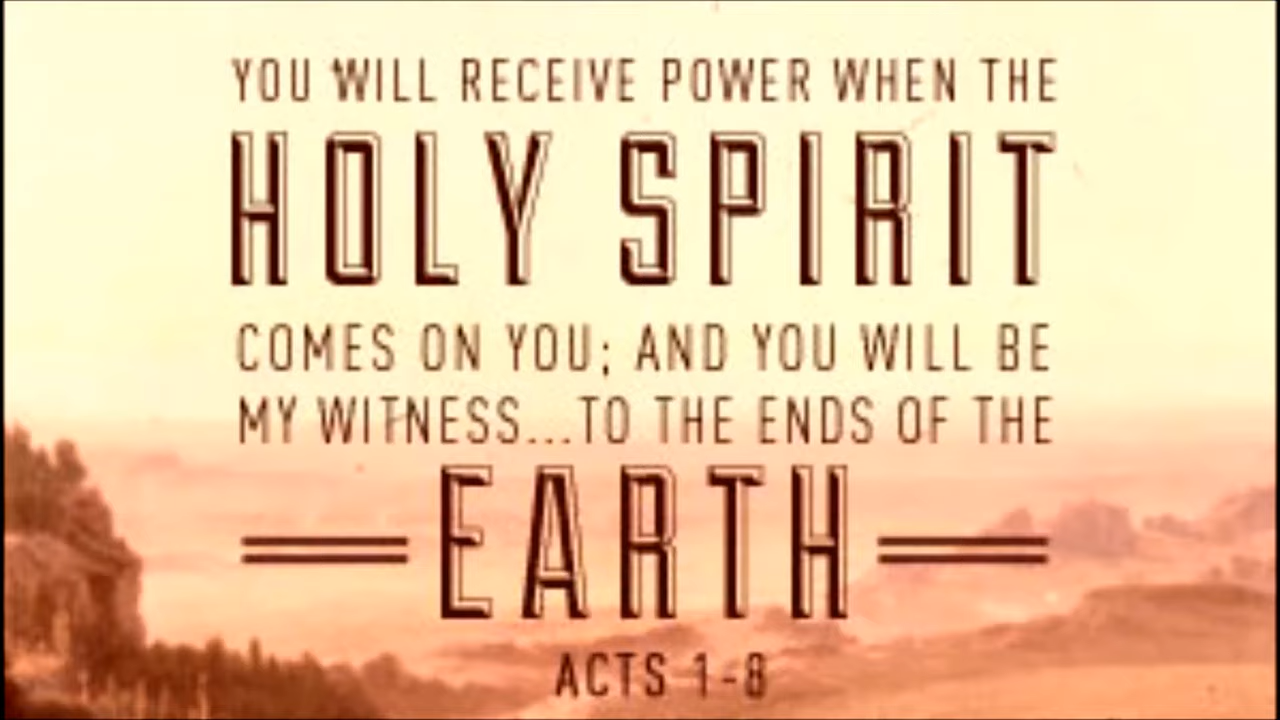 YOU WILL RECEIVE POWER WHEN THE
HOLY SPIRIT
COMES ON YOU; AND YOU WILL BE
MY WITNESS...TO THE ENDS OF THE
EARTH
ACTS 1-8